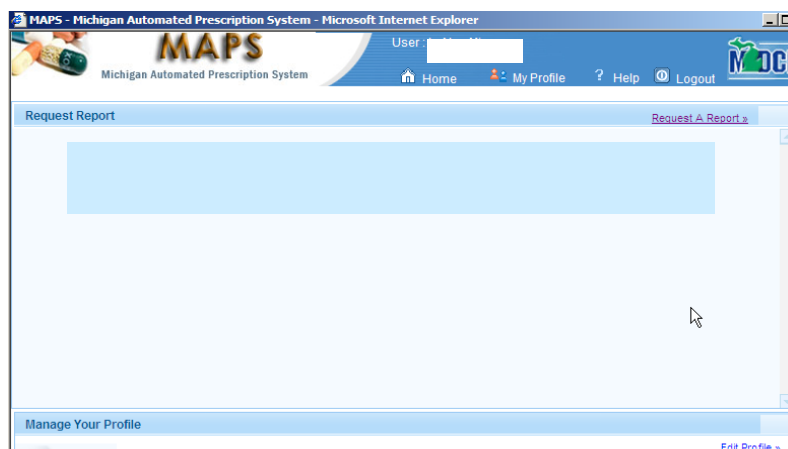 MAPS - Michigan Automated Prescription System - Microsoft Internet Explorer
MAPS
Michigan Automated Prescription System
User :
Home My Profile ? Help Logout
MDC
Request Report Request A Report »
Manage Your Profile
Edit Profile »